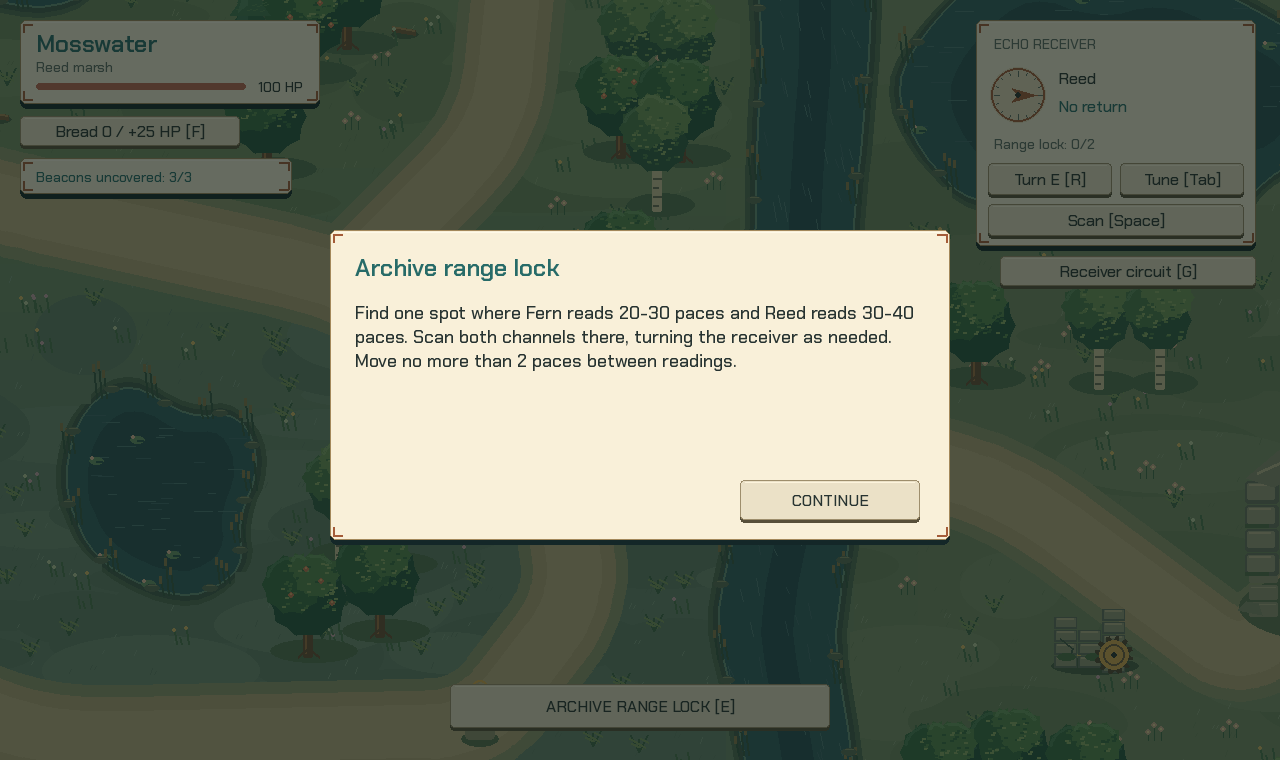 Mosswater
Reed marsh
100 HP
Bread 0 / +25 HP [F]
Beacons uncovered: 3/3
ECHO RECEIVER
Reed
No return
Range lock: 0/2
Turn E [R]
Tune [Tab]
Scan [Space]
Receiver circuit [G]
Archive range lock
Find one spot where Fern reads 20-30 paces and Reed reads 30-40
paces. Scan both channels there, turning the receiver as needed.
Move no more than 2 paces between readings.
CONTINUE
ARCHIVE RANGE LOCK [E]